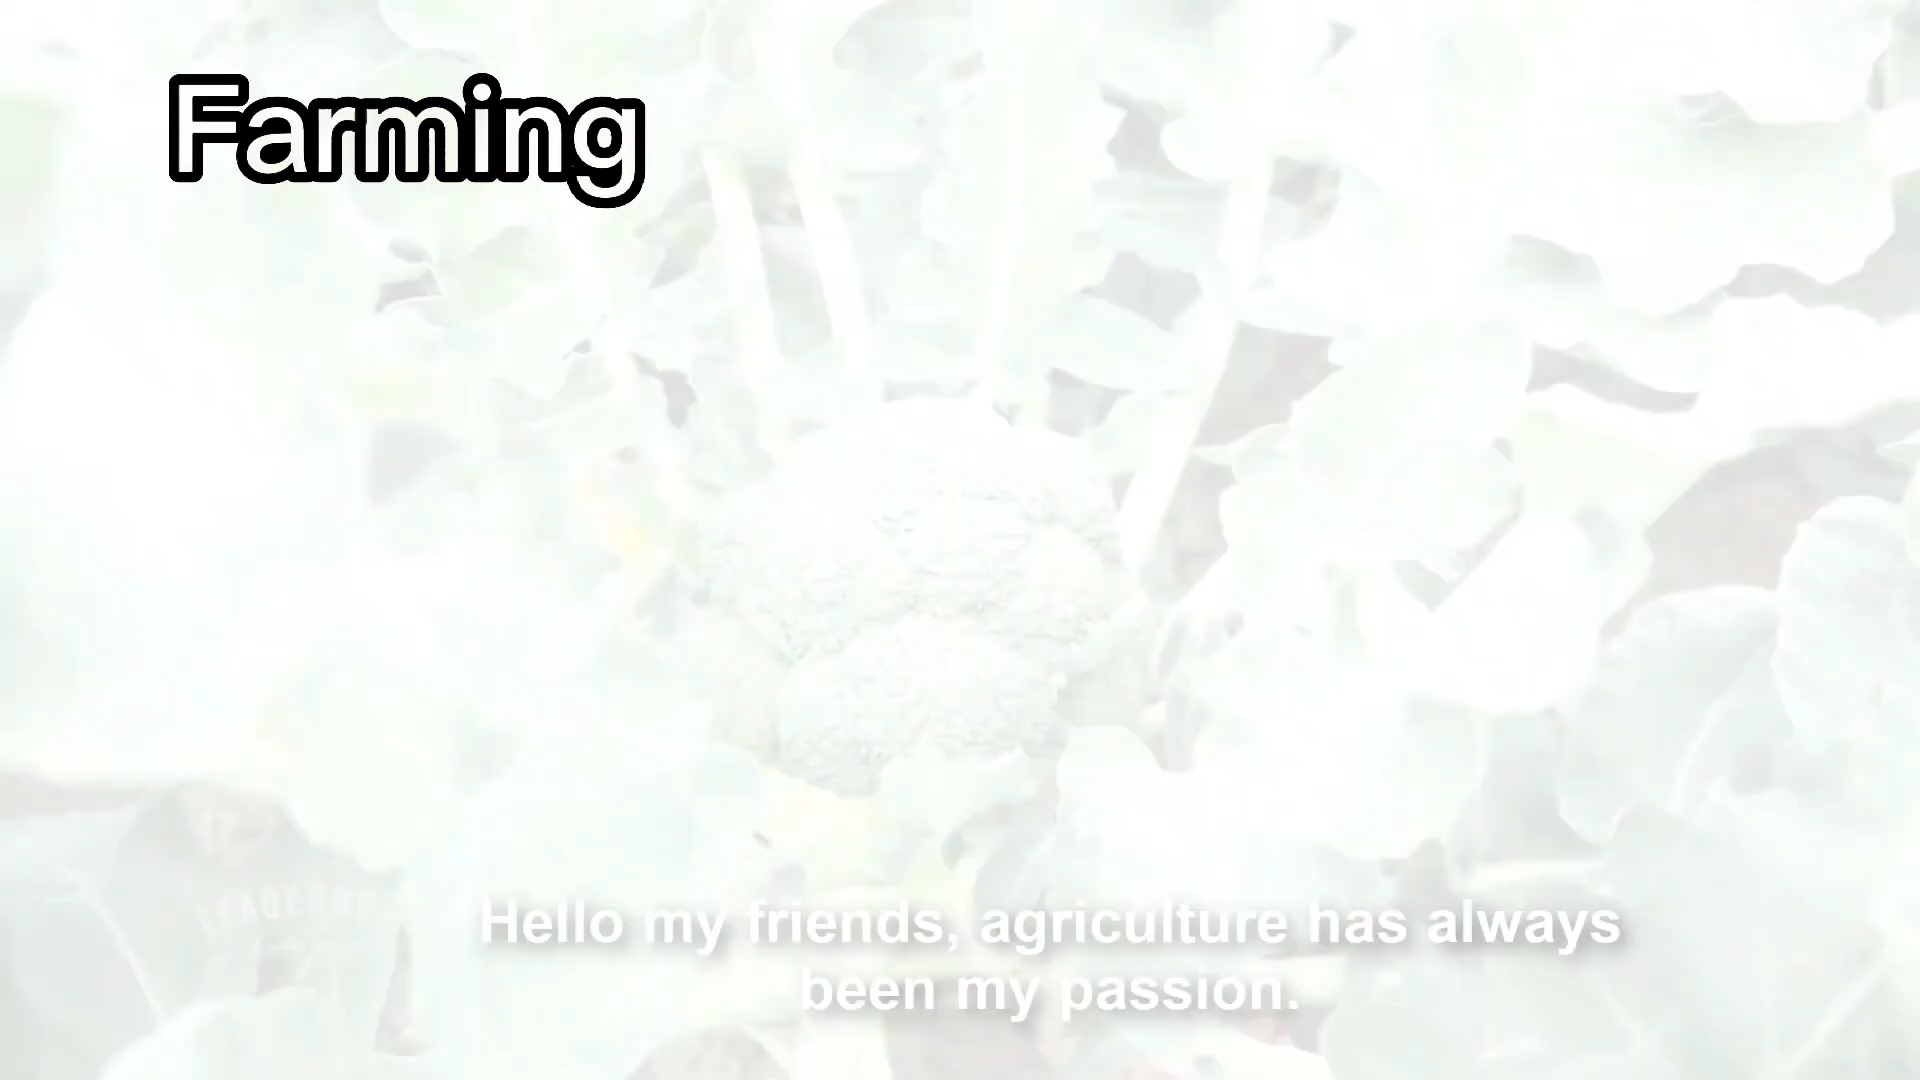 Farming
Hello my friends, agriculture has always
been my passion.